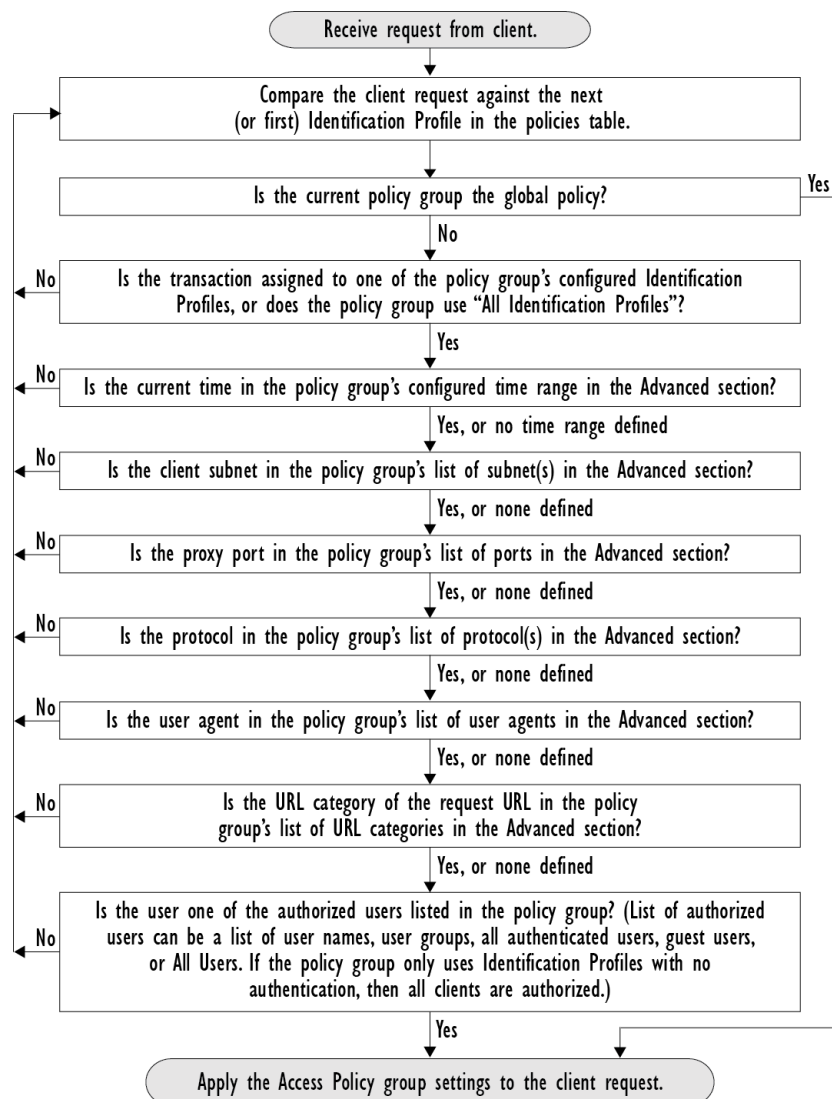 Receive request from client.
Compare the client request against the next
(or first) Identification Profile in the policies table.
Is the current policy group the global policy?
Yes
No
Is the transaction assigned to one of the policy group's configured Identification
Profiles, or does the policy group use “All Identification Profiles”?
No
Yes
Is the current time in the policy group's configured time range in the Advanced section?
No
Yes, or no time range defined
Is the client subnet in the policy group's list of subnet(s) in the Advanced section?
No
Yes, or none defined
Is the proxy port in the policy group's list of ports in the Advanced section?
No
Yes, or none defined
Is the protocol in the policy group's list of protocol(s) in the Advanced section?
No
Yes, or none defined
Is the user agent in the policy group's list of user agents in the Advanced section?
No
Yes, or none defined
Is the URL category of the request URL in the policy
group's list of URL categories in the Advanced section?
No
Yes, or none defined
Is the user one of the authorized users listed in the policy group? (List of authorized
users can be a list of user names, user groups, all authenticated users, guest users,
or All Users. If the policy group only uses Identification Profiles with no
authentication, then all clients are authorized.)
No
Yes
Apply the Access Policy group settings to the client request.